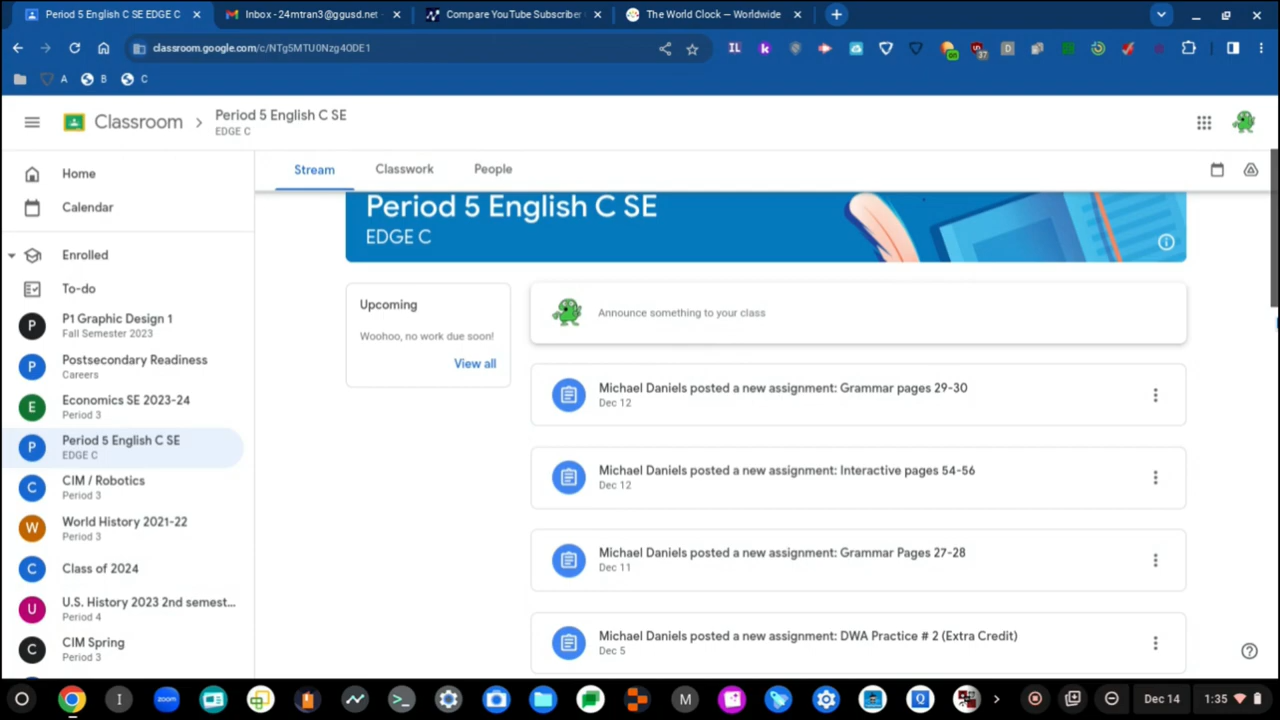 Period 5 English C SE EDGE C
Inbox - 24mtran3@ggusd.net
Compare YouTube Subscriber
The World Clock — Worldwide
classroom.google.com/c/NTg5MTU0Nzg4ODE1
IL
k
on
37
D
A
B
C
Classroom
Period 5 English C SE
EDGE C
Home
Calendar
Enrolled
To-do
P
P1 Graphic Design 1
Fall Semester 2023
P
Postsecondary Readiness
Careers
E
Economics SE 2023-24
Period 3
P
Period 5 English C SE
EDGE C
C
CIM / Robotics
Period 3
W
World History 2021-22
Period 3
C
Class of 2024
U
U.S. History 2023 2nd semest...
Period 4
C
CIM Spring
Period 3
Stream
Classwork
People
Period 5 English C SE
EDGE C
Upcoming
Woohoo, no work due soon!
View all
Announce something to your class
Michael Daniels posted a new assignment: Grammar pages 29-30
Dec 12
Michael Daniels posted a new assignment: Interactive pages 54-56
Dec 12
Michael Daniels posted a new assignment: Grammar Pages 27-28
Dec 11
Michael Daniels posted a new assignment: DWA Practice # 2 (Extra Credit)
Dec 5
I
zoom
M
Q
Dec 14
1:35